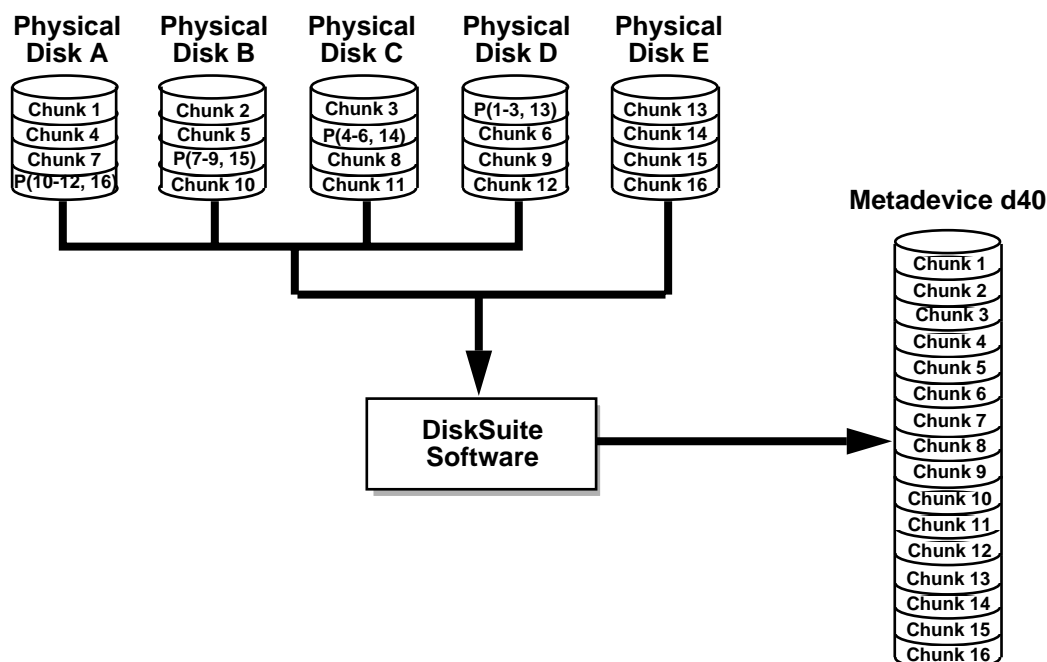 Physical
Disk A
Physical
Disk B
Physical
Disk C
Physical
Disk D
Physical
Disk E
Chunk 1
Chunk 4
Chunk 7
P(10-12, 16)
Chunk 2
Chunk 5
P(7-9, 15)
Chunk 10
Chunk 3
P(4-6, 14)
Chunk 8
Chunk 11
P(1-3, 13)
Chunk 6
Chunk 9
Chunk 12
Chunk 13
Chunk 14
Chunk 15
Chunk 16
DiskSuite
Software
Metadevice d40
Chunk 1
Chunk 2
Chunk 3
Chunk 4
Chunk 5
Chunk 6
Chunk 7
Chunk 8
Chunk 9
Chunk 10
Chunk 11
Chunk 12
Chunk 13
Chunk 14
Chunk 15
Chunk 16